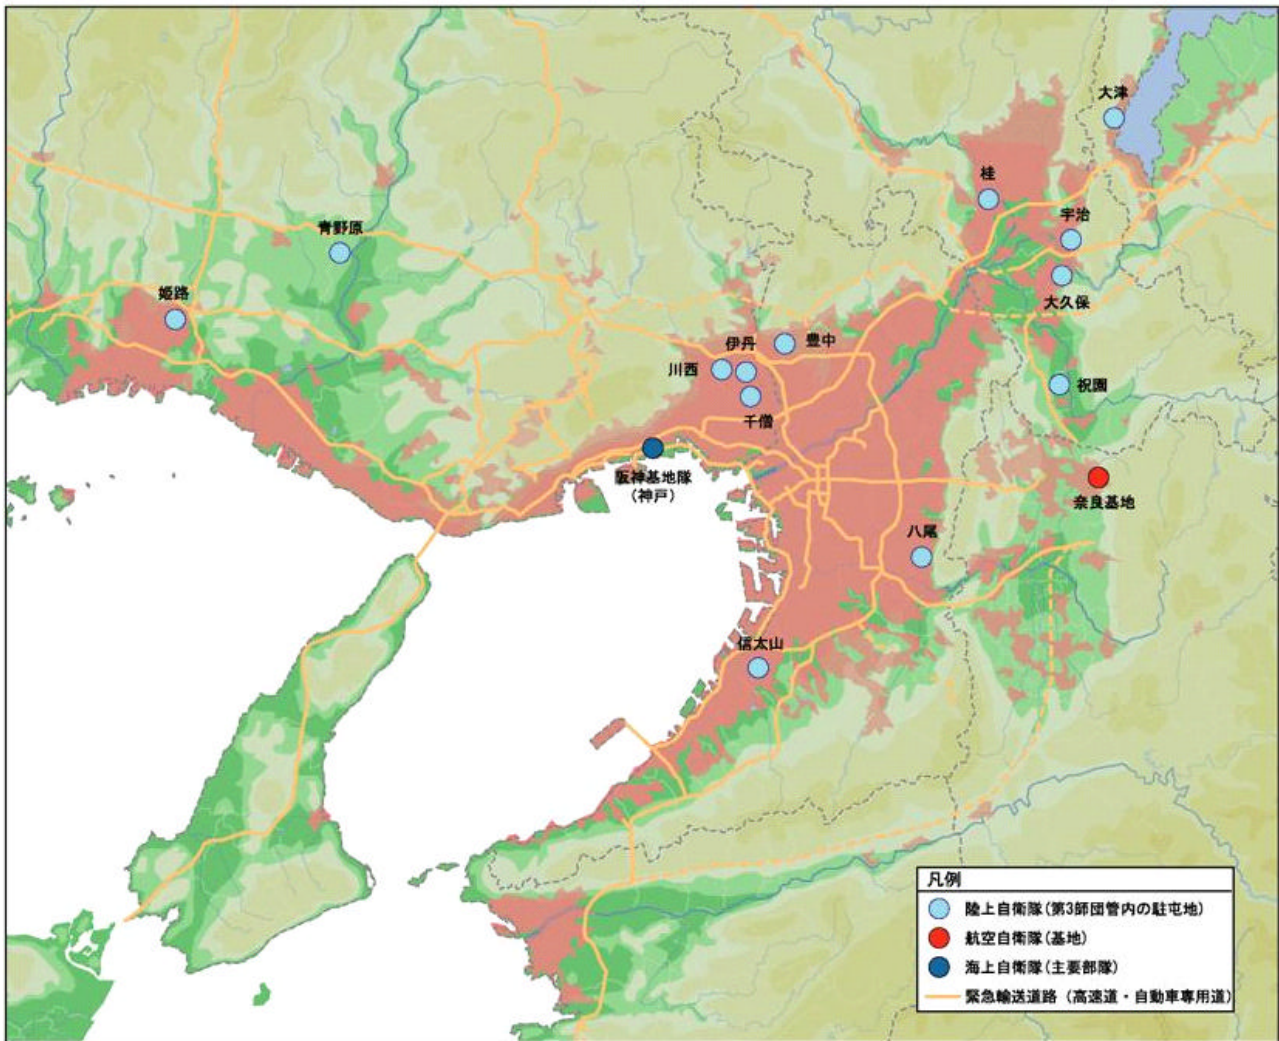 大津
桂
宇治
青野原
大久保
姫路
伊丹
豊中
川西
祝園
千僧
阪神基地隊
（神戸）
奈良基地
八尾
信太山
凡例
陸上自衛隊（第3師団管内の駐屯地）
航空自衛隊（基地）
海上自衛隊（主要部隊）
緊急輸送道路（高速道・自動車専用道）